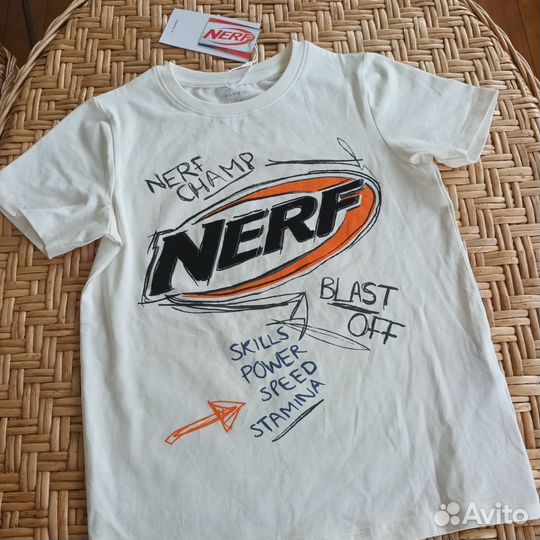 NERF
NERF
CHAMP
NERF
BLAST
OFF
SKILLS
POWER
SPEED
STAMINA
Avito